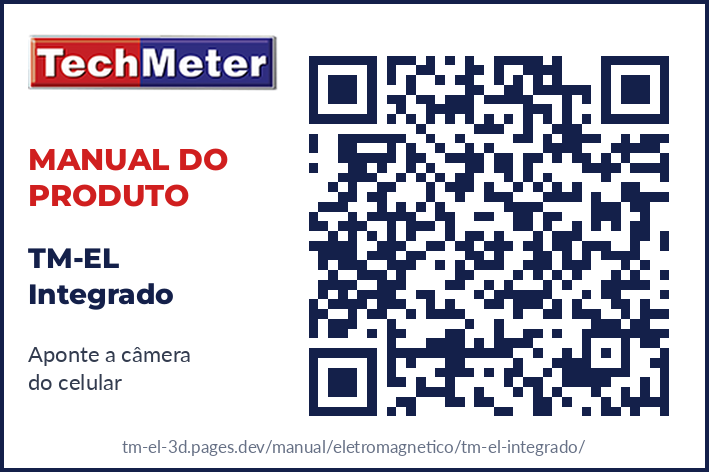 TechMeter
MANUAL DO
PRODUTO
TM-EL
Integrado
Aponte a câmera
do celular
tm-el-3d.pages.dev/manual/eletromagnetico/tm-el-integrado/